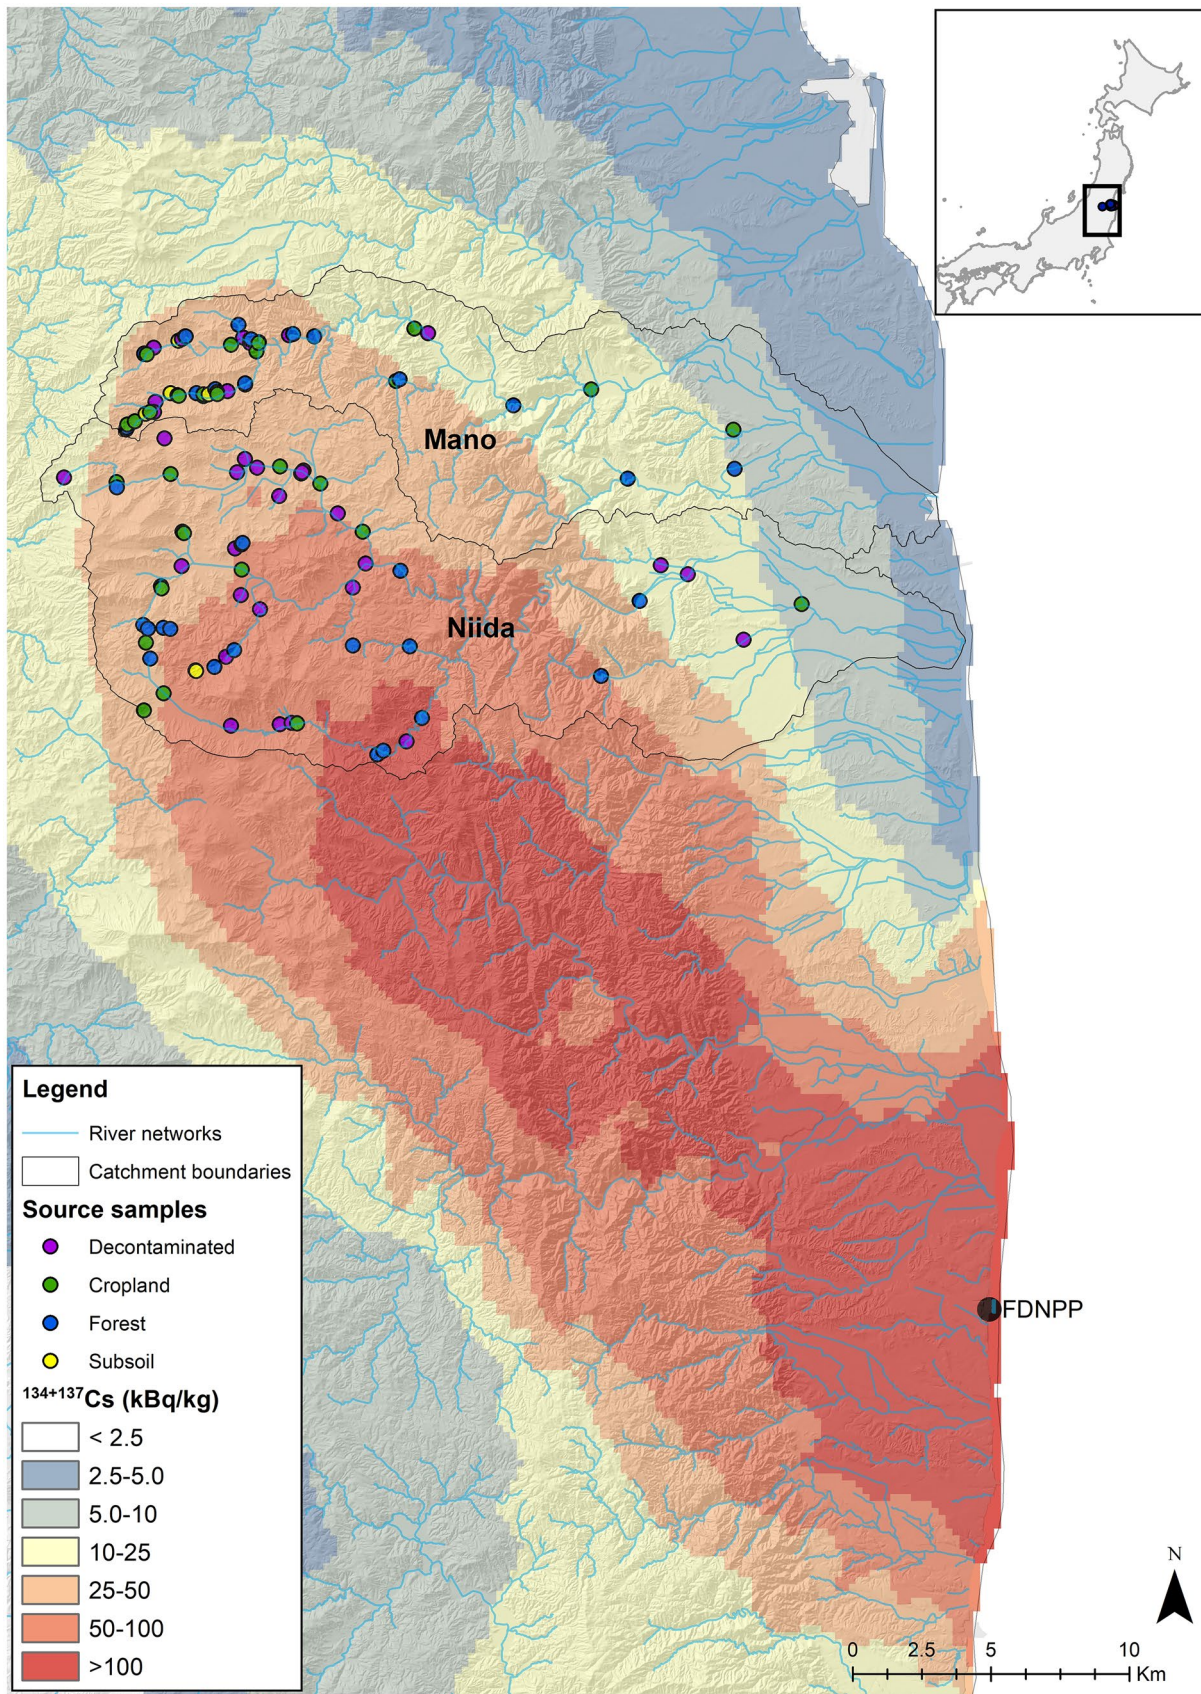 Mano
Niida
FDNPP
Legend
River networks
Catchment boundaries
Source samples
Decontaminated
Cropland
Forest
Subsoil
¹³⁴⁺¹³⁷Cs (kBq/kg)
< 2.5
2.5-5.0
5.0-10
10-25
25-50
50-100
>100
N
0 2.5 5 10
Km